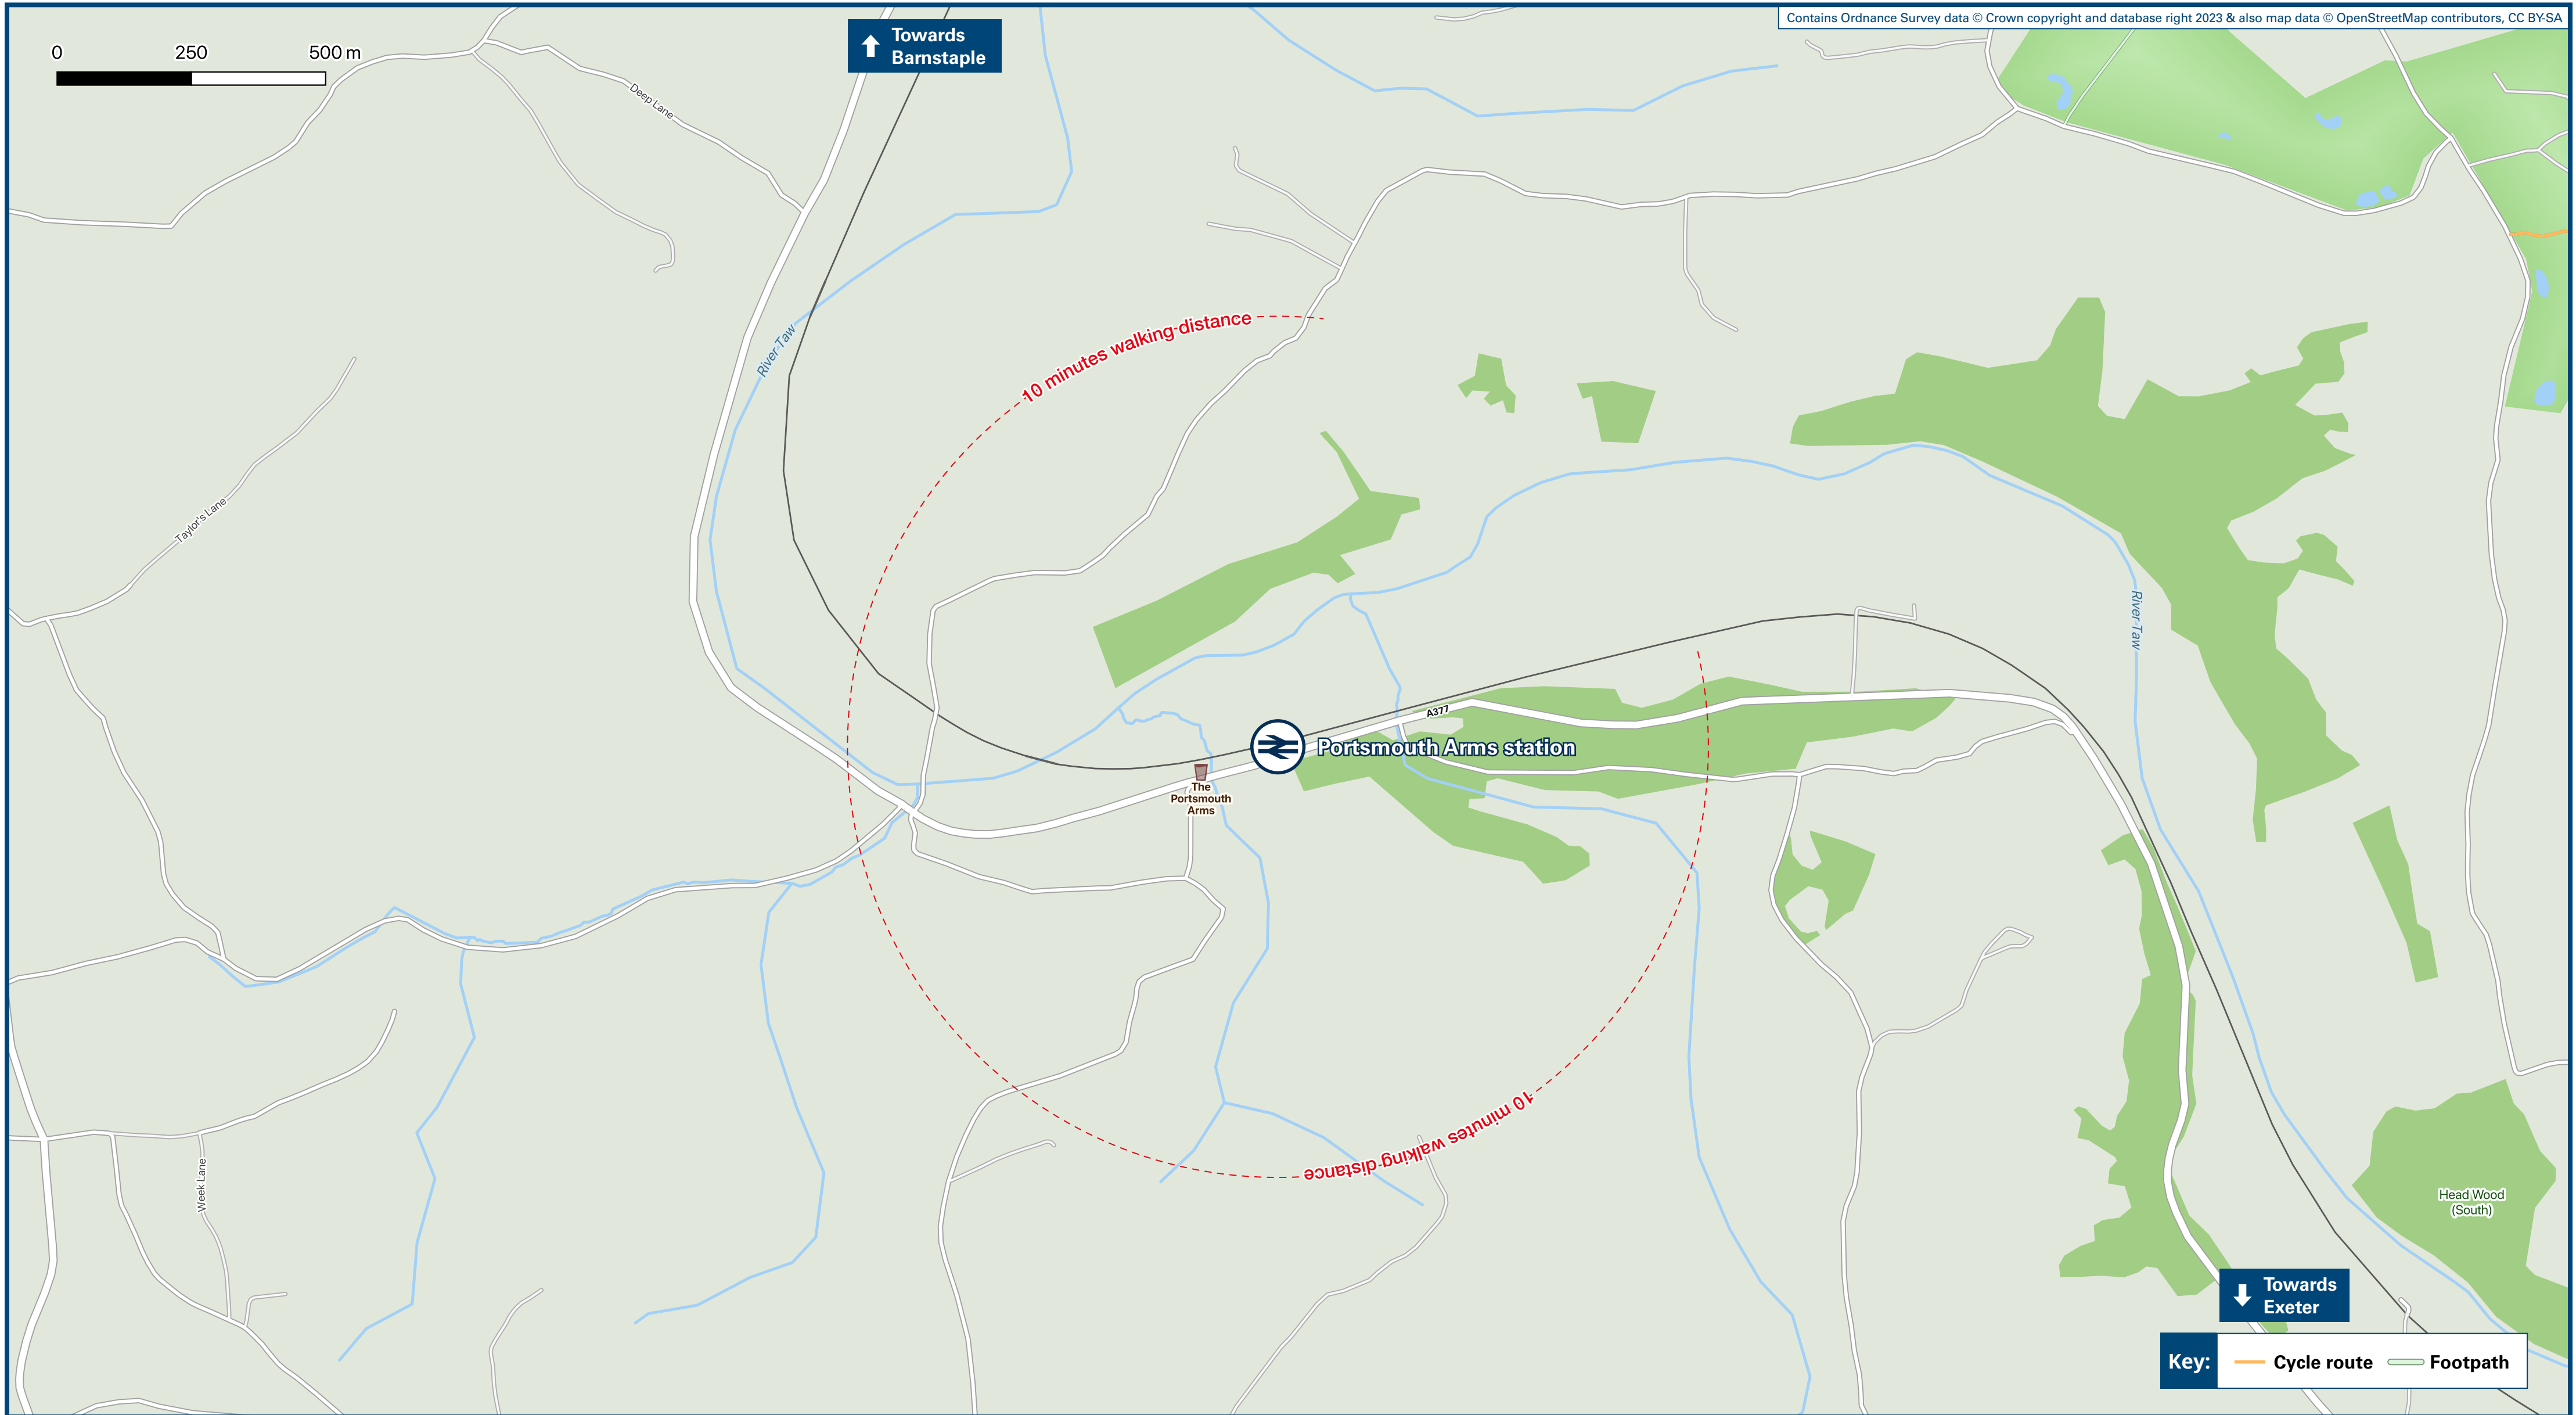 Contains Ordnance Survey data © Crown copyright and database right 2023 & also map data © OpenStreetMap contributors, CC BY-SA
0 250 500 m
Towards
Barnstaple
Deep Lane
River Taw
10 minutes walking distance
Taylor's Lane
River Taw
A377
Portsmouth Arms station
The
Portsmouth
Arms
10 minutes walking distance
Week Lane
Head Wood
(South)
Towards
Exeter
Key: Cycle route Footpath